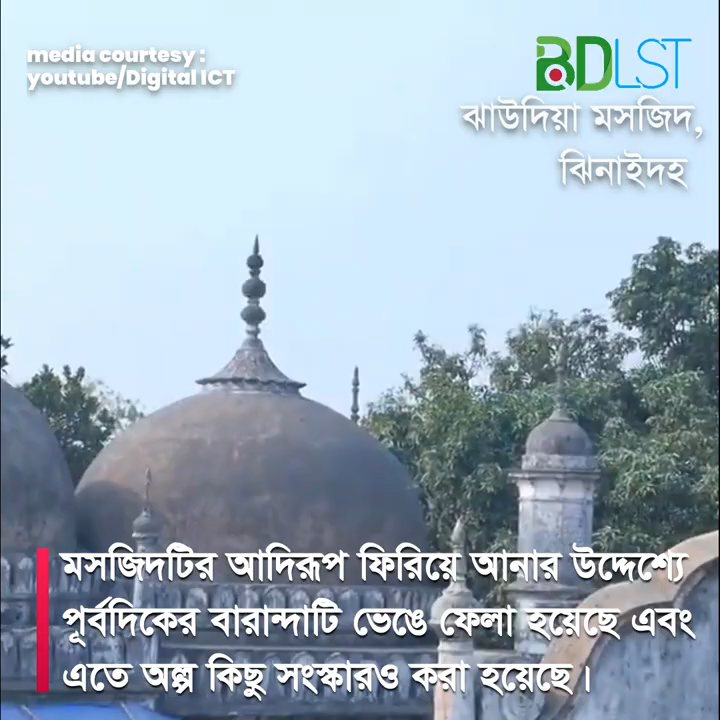 media courtesy :
youtube/Digital ICT
BDLST
ঝাউদিয়া মসজিদ,
ঝিনাইদহ
মসজিদটির আদিরূপ ফিরিয়ে আনার উদ্দেশ্যে
পূর্বদিকের বারান্দাটি ভেঙে ফেলা হয়েছে এবং
এতে অল্প কিছু সংস্কারও করা হয়েছে।